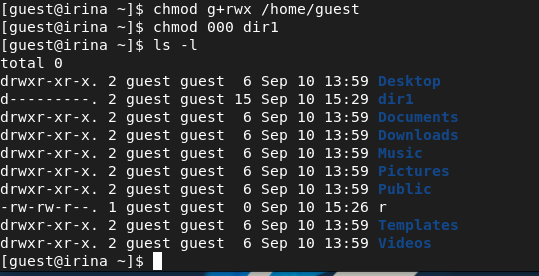 [guest@irina ~]$ chmod g+rwx /home/guest
[guest@irina ~]$ chmod 000 dir1
[guest@irina ~]$ ls -l
total 0
drwxr-xr-x. 2 guest guest  6 Sep 10 13:59 Desktop
d---------. 2 guest guest 15 Sep 10 15:29 dir1
drwxr-xr-x. 2 guest guest  6 Sep 10 13:59 Documents
drwxr-xr-x. 2 guest guest  6 Sep 10 13:59 Downloads
drwxr-xr-x. 2 guest guest  6 Sep 10 13:59 Music
drwxr-xr-x. 2 guest guest  6 Sep 10 13:59 Pictures
drwxr-xr-x. 2 guest guest  6 Sep 10 13:59 Public
-rw-rw-r--. 1 guest guest  0 Sep 10 15:26 r
drwxr-xr-x. 2 guest guest  6 Sep 10 13:59 Templates
drwxr-xr-x. 2 guest guest  6 Sep 10 13:59 Videos
[guest@irina ~]$